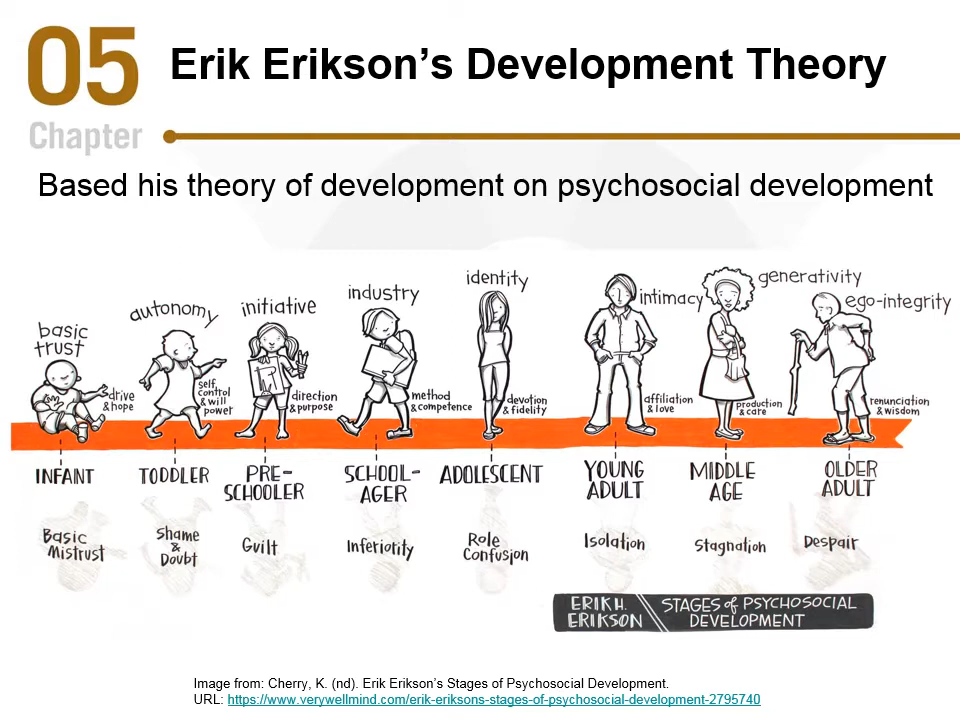 05
Chapter
Erik Erikson’s Development Theory
Based his theory of development on psychosocial development
basic
trust
drive
& hope
autonomy
self
control
& will
power
initiative
direction
& purpose
industry
method
& competence
identity
devotion
& fidelity
intimacy
affiliation
& love
generativity
production
& care
ego-integrity
renunciation
& wisdom
INFANT
TODDLER
PRE-
SCHOOLER
SCHOOL-
AGER
ADOLESCENT
YOUNG
ADULT
MIDDLE
AGE
OLDER
ADULT
Basic
Mistrust
Shame
&
Doubt
Guilt
Inferiority
Role
Confusion
Isolation
Stagnation
Despair
ERIK H.
ERIKSON
STAGES of PSYCHOSOCIAL
DEVELOPMENT
Image from: Cherry, K. (nd). Erik Erikson’s Stages of Psychosocial Development.
URL: https://www.verywellmind.com/erik-eriksons-stages-of-psychosocial-development-2795740